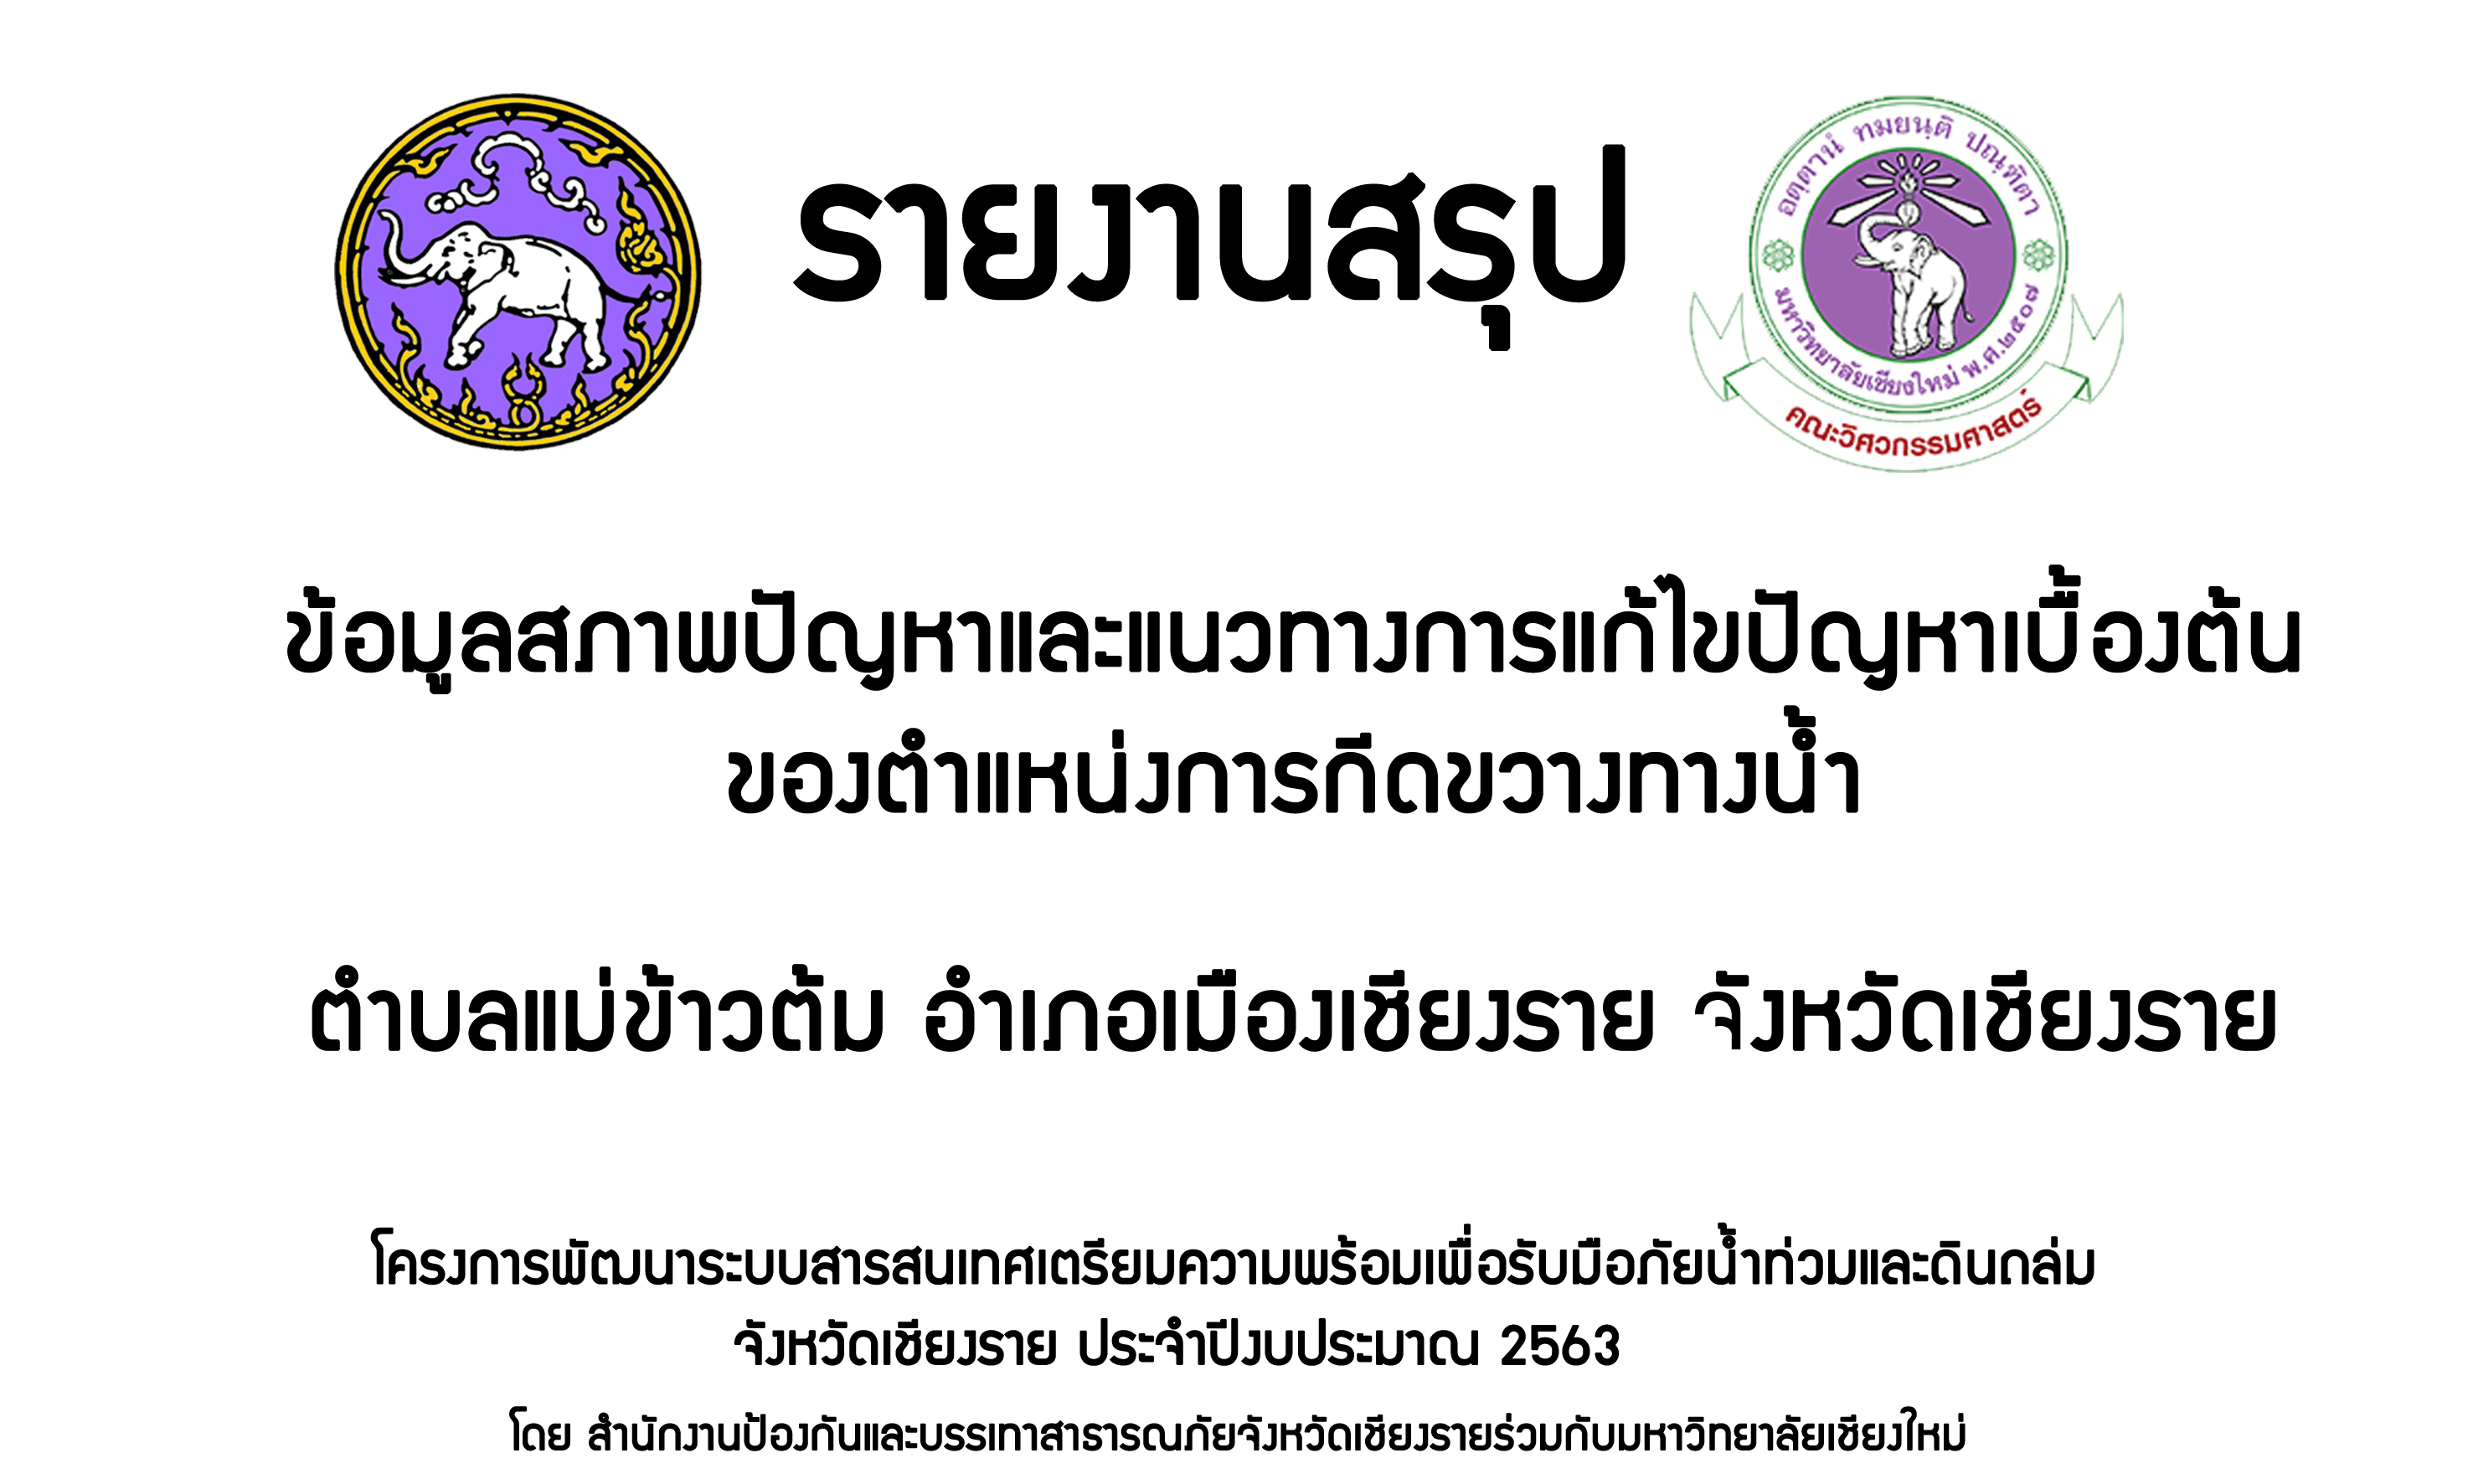 รายงานสรุป
อตฺตานํ ทมยนฺติ ปณฺฑิตา
มหาวิทยาลัยเชียงใหม่ พ.ศ.๒๕๐๗
คณะวิศวกรรมศาสตร์
ข้อมูลสภาพปัญหาและแนวทางการแก้ไขปัญหาเบื้องต้น
ของตำแหน่งการกีดขวางทางน้ำ
ตำบลแม่ข้าวต้ม อำเภอเมืองเชียงราย จังหวัดเชียงราย
โครงการพัฒนาระบบสารสนเทศเตรียมความพร้อมเพื่อรับมือภัยน้ำท่วมและดินถล่ม
จังหวัดเชียงราย ประจำปีงบประมาณ 2563
โดย สำนักงานป้องกันและบรรเทาสาธารณภัยจังหวัดเชียงรายร่วมกับมหาวิทยาลัยเชียงใหม่